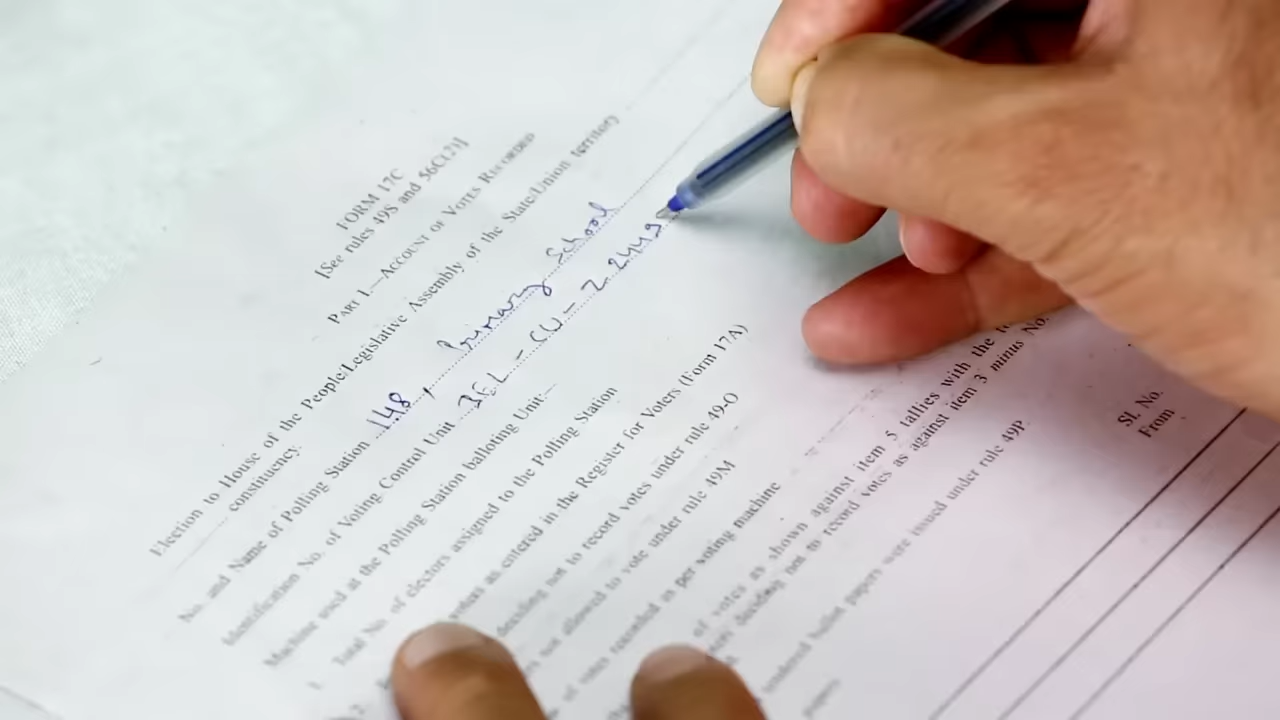 FORM 17C
[See rules 49S and 56C(2)]
PART I.—ACCOUNT OF VOTES RECORDED
Election to House of the People/Legislative Assembly of the State/Union territory
constituency.
No. and Name of Polling Station 148, Primary School
Identification No. of Voting Control Unit BEL - CU - Z 2449
Machine used at the Polling Station balloting Unit:
1. Total No. of electors assigned to the Polling Station
2. voters as entered in the Register for Voters (Form 17A)
deciding not to record votes under rule 49-O
not allowed to vote under rule 49M
of votes recorded as per voting machine
of votes as shown against item 5 tallies with the
deciding not to record votes as against item 3 minus No.
tendered ballot papers were issued under rule 49P
papers
Sl. No.
From